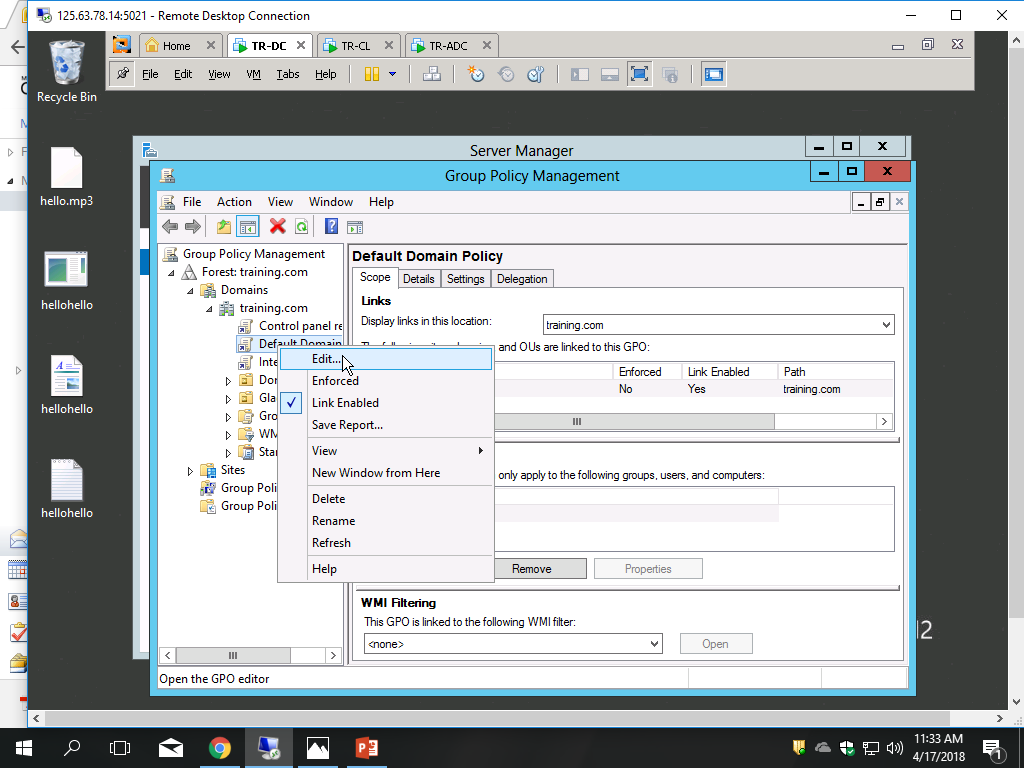 125.63.78.14:5021 - Remote Desktop Connection
Home
TR-DC
TR-CL
TR-ADC
File Edit View VM Tabs Help
Recycle Bin
hello.mp3
hellohello
hellohello
hellohello
Server Manager
Group Policy Management
File Action View Window Help
Group Policy Management
Forest: training.com
Domains
training.com
Control panel re
Default Domain
Inte
Dor
Gla
Gro
WM
Star
Sites
Group Poli
Group Poli
Default Domain Policy
Scope Details Settings Delegation
Links
Display links in this location:
training.com
and OUs are linked to this GPO:
Enforced Link Enabled Path
No Yes training.com
only apply to the following groups, users, and computers:
Remove Properties
WMI Filtering
This GPO is linked to the following WMI filter:
<none>
Open
Edit...
Enforced
Link Enabled
Save Report...
View
New Window from Here
Delete
Rename
Refresh
Help
Open the GPO editor
12
11:33 AM
4/17/2018
1